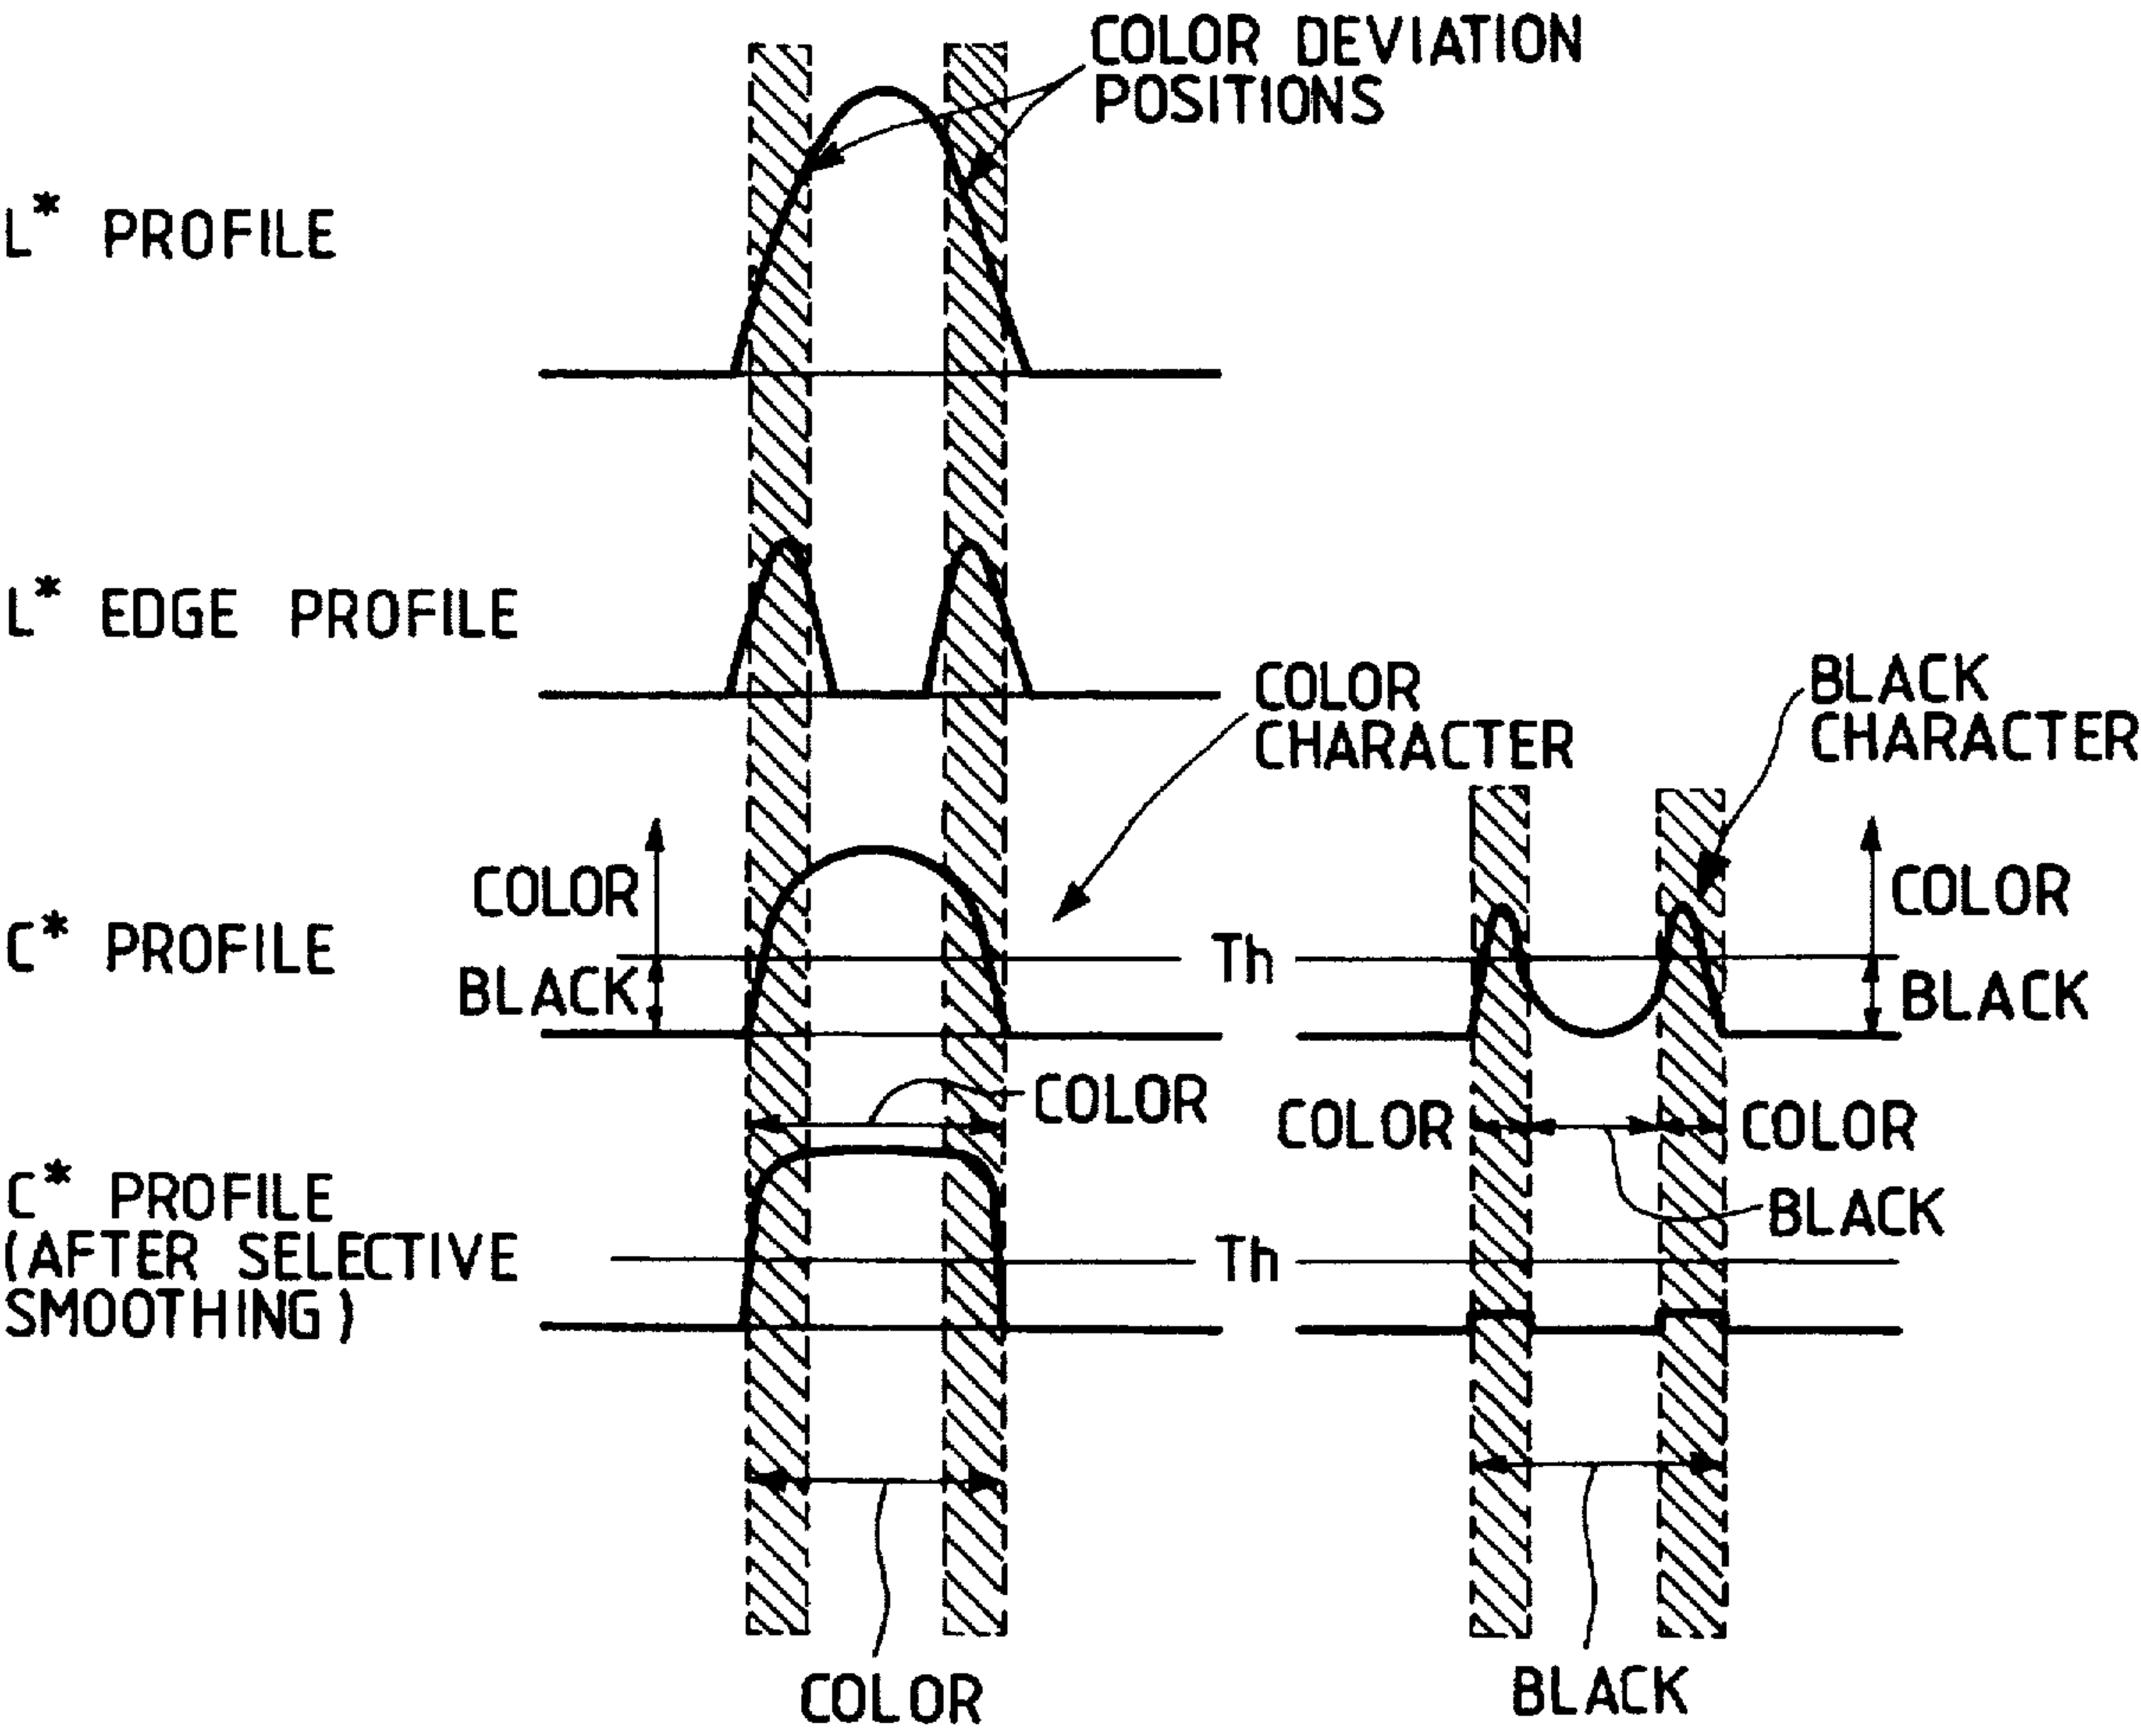 COLOR DEVIATION
POSITIONS
L* PROFILE
L* EDGE PROFILE
COLOR
CHARACTER
BLACK
CHARACTER
COLOR
COLOR
C* PROFILE
Th
BLACK
BLACK
COLOR
COLOR
COLOR
C* PROFILE
(AFTER SELECTIVE
SMOOTHING)
BLACK
Th
COLOR
BLACK